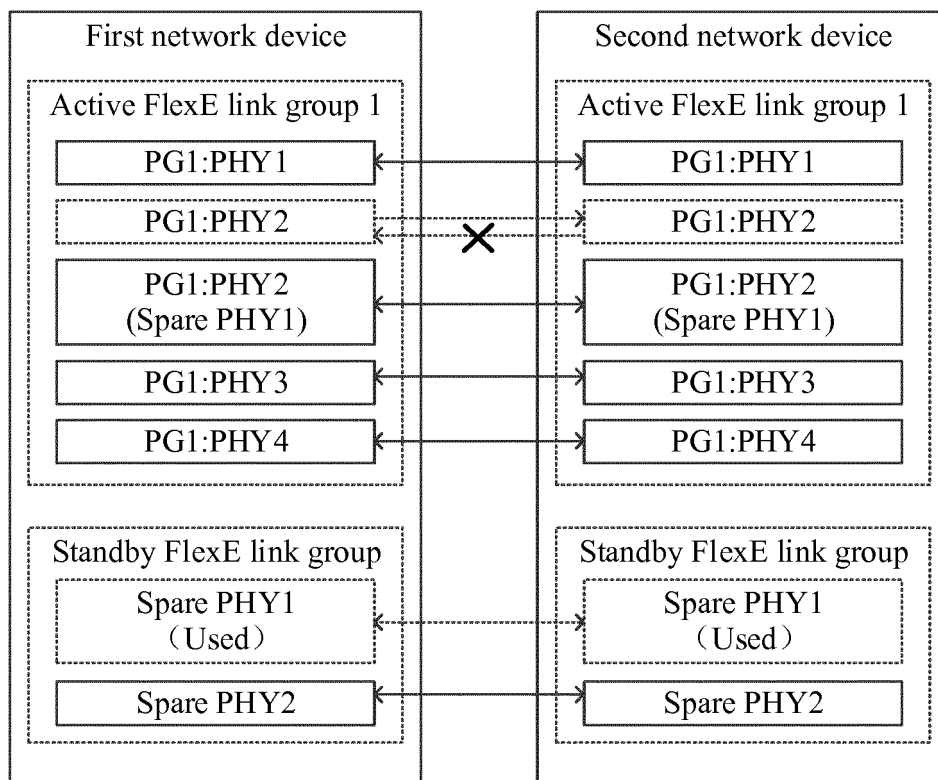 First network device
Active FlexE link group 1
PG1:PHY1
PG1:PHY2
PG1:PHY2
(Spare PHY1)
PG1:PHY3
PG1:PHY4
Standby FlexE link group
Spare PHY1
（Used）
Spare PHY2
Second network device
Active FlexE link group 1
PG1:PHY1
PG1:PHY2
PG1:PHY2
(Spare PHY1)
PG1:PHY3
PG1:PHY4
Standby FlexE link group
Spare PHY1
（Used）
Spare PHY2